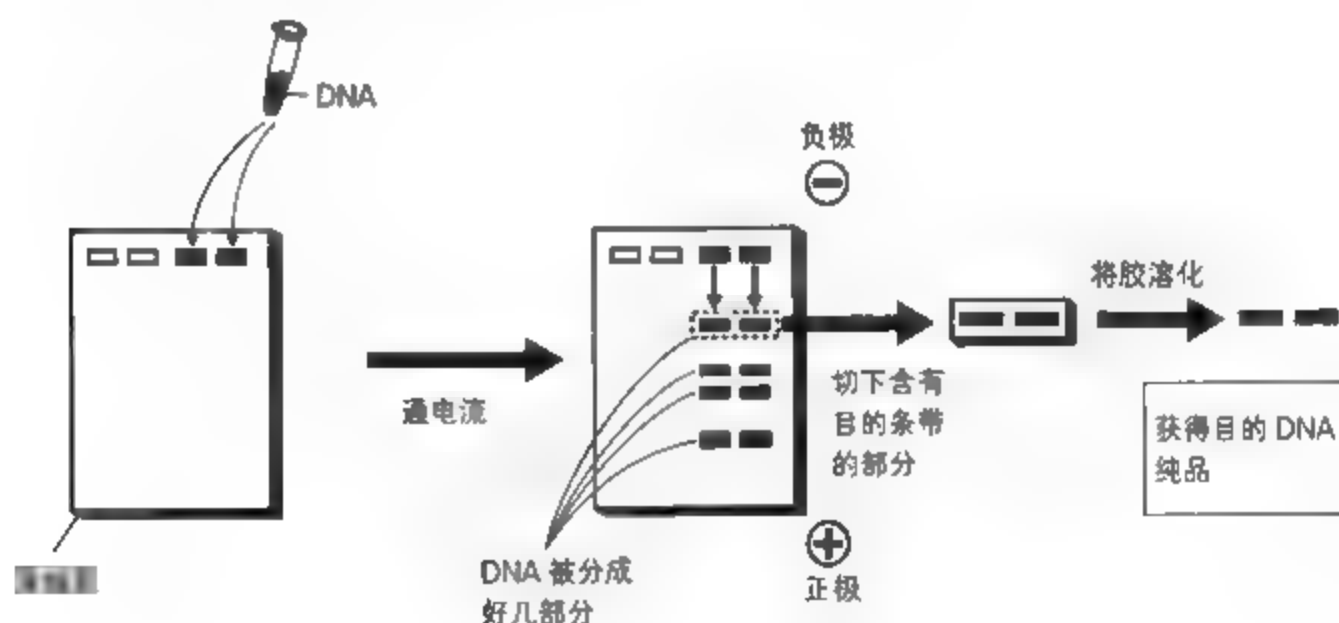 DNA
负极
将胶溶化
通电流
切下含有
目的条带
的部分
获得目的 DNA
纯品
DNA 被分成
好几部分
正极